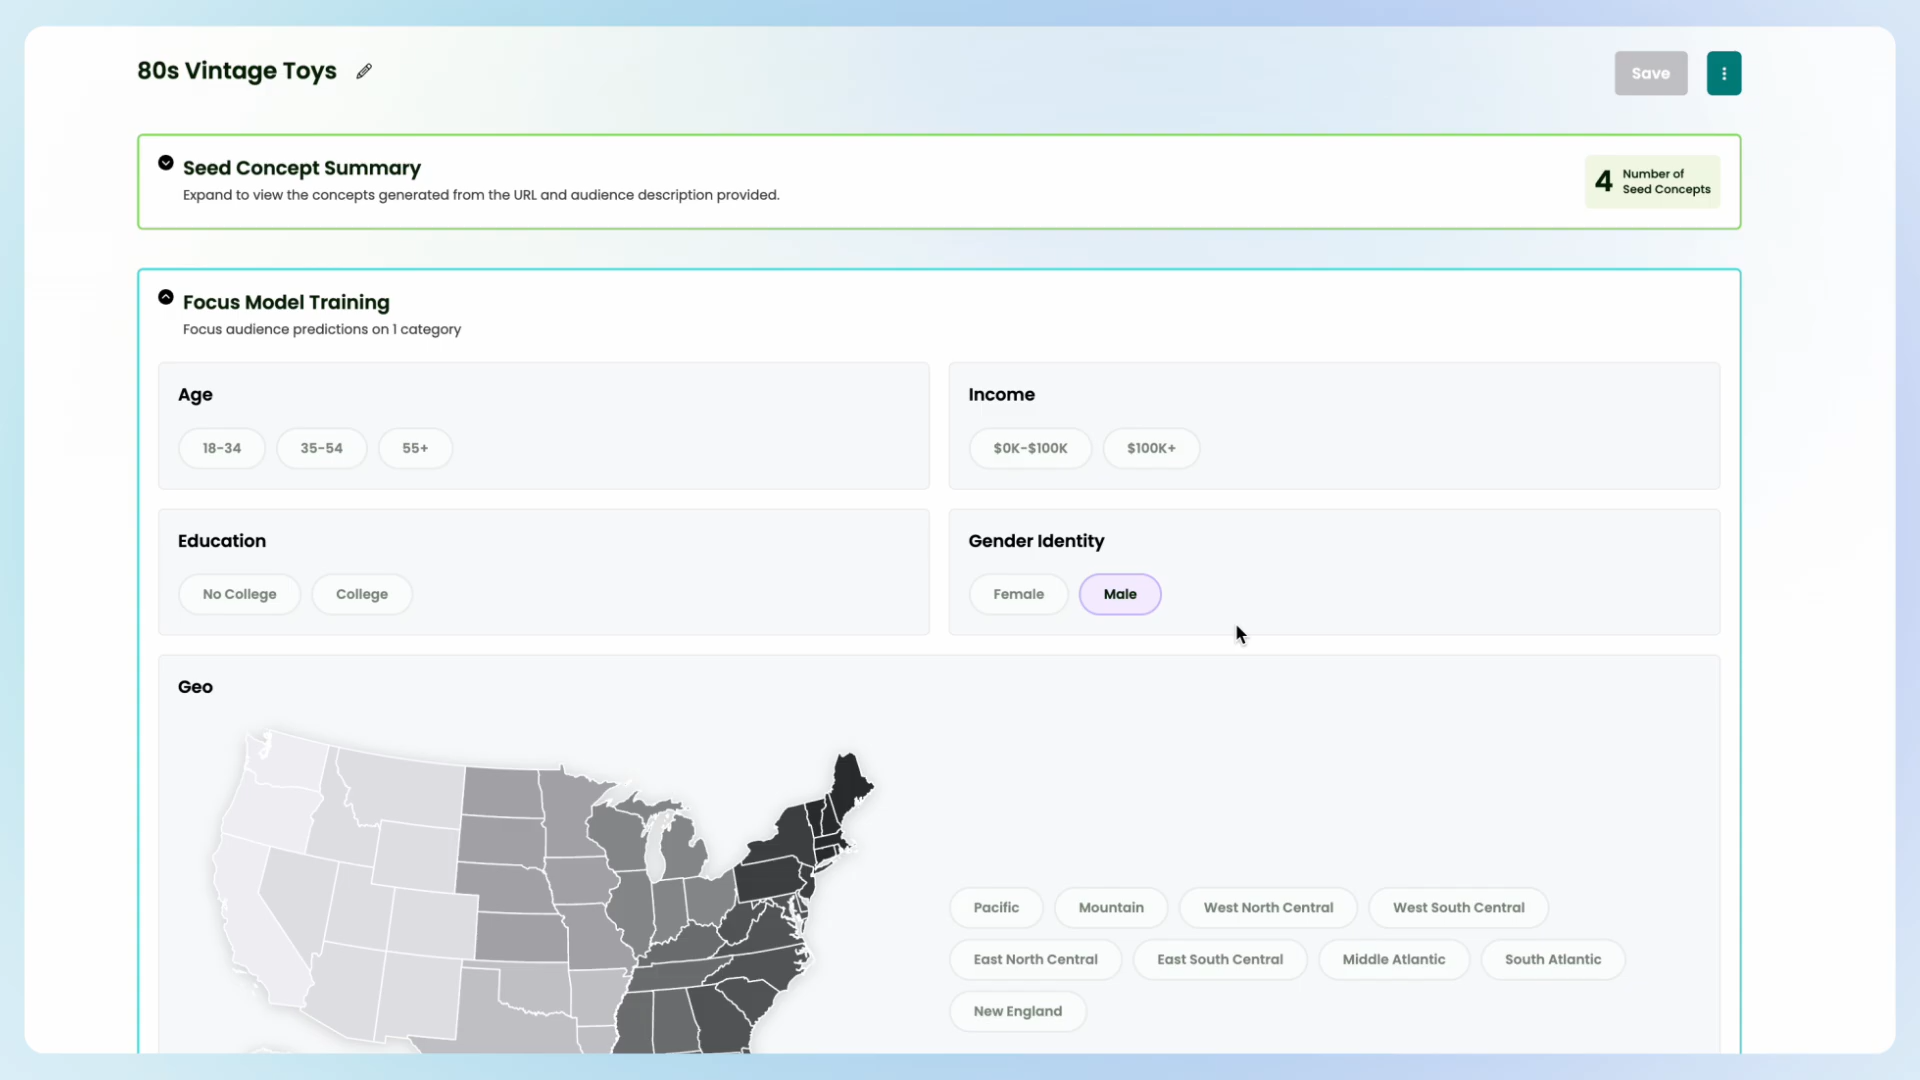 80s Vintage Toys
Save
Seed Concept Summary
Expand to view the concepts generated from the URL and audience description provided.
4
Number of
Seed Concepts
Focus Model Training
Focus audience predictions on 1 category
Age
18-34 35-54 55+
Income
$0K-$100K $100K+
Education
No College College
Gender Identity
Female Male
Geo
Pacific Mountain West North Central West South Central
East North Central East South Central Middle Atlantic South Atlantic
New England